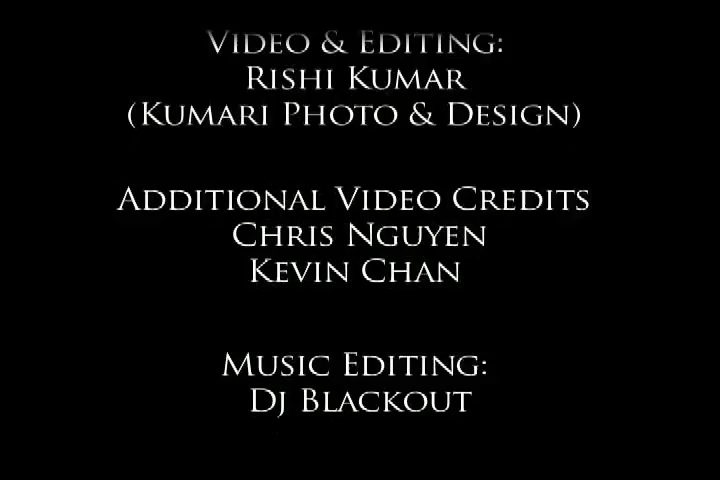 Video & Editing:
Rishi Kumar
(Kumari Photo & Design)
Additional Video Credits
Chris Nguyen
Kevin Chan
Music Editing:
Dj Blackout